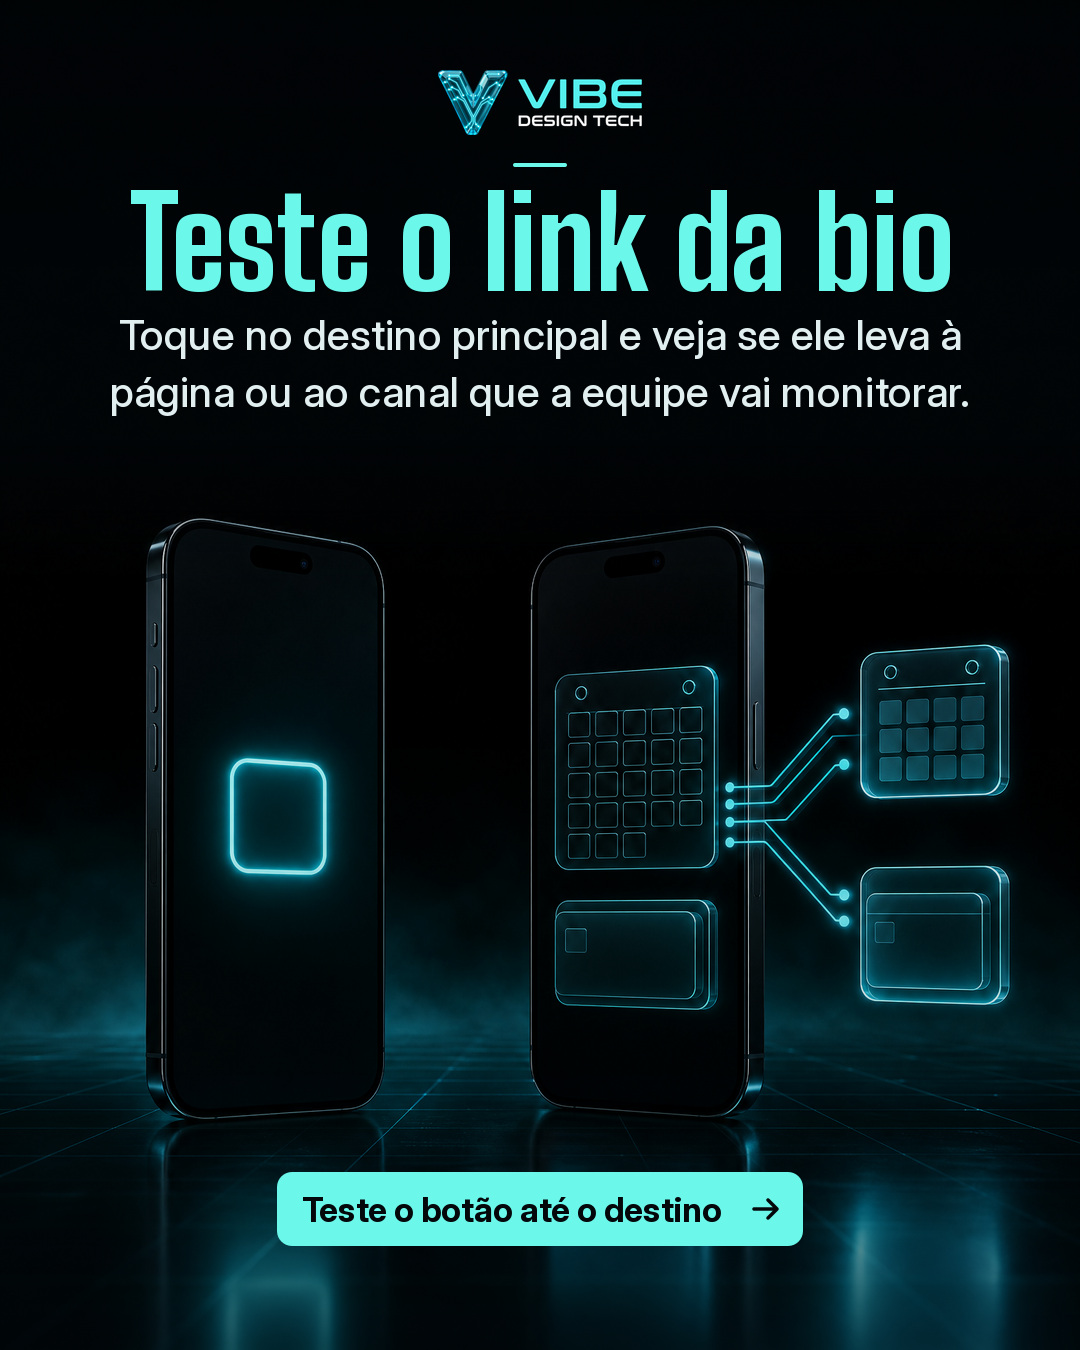 VIBE
DESIGN TECH
Teste o link da bio
Toque no destino principal e veja se ele leva à
página ou ao canal que a equipe vai monitorar.
Teste o botão até o destino →